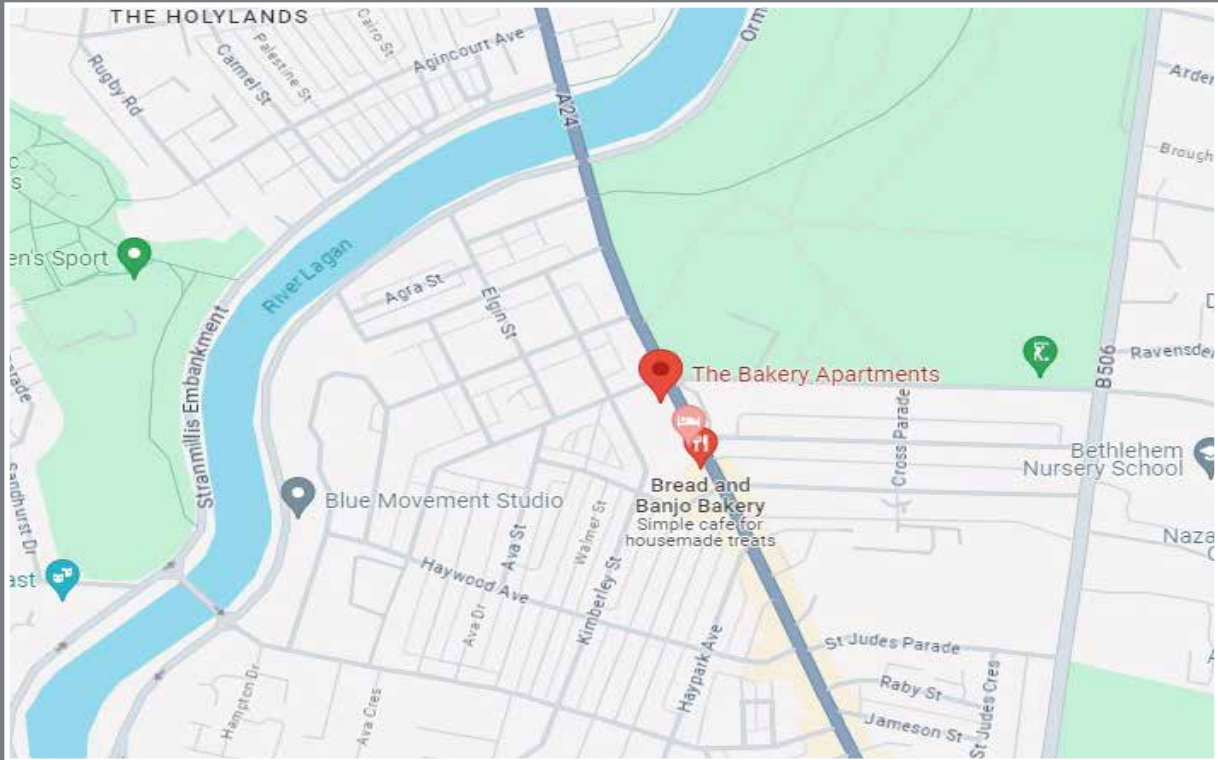 THE HOLYLANDS
Cairo St
Palestine St
Carmel St
Agincourt Ave
Rugby Rd
A24
Orm
Arden
Brough
C
S
en's Sport
River Lagan
Agra St
Elgin St
Stranmillis Embankment
The Bakery Apartments
B506
Ravensde
D
Cross Parade
Bethlehem
Nursery School
Blue Movement Studio
Bread and
Banjo Bakery
Simple cafe for
housemade treats
Naza
C
arade
Sandhurst Dr
ast
Ava St
Walmer St
Haywood Ave
Kimberley St
Ava Dr
Haypark Ave
St Judes Parade
Raby St
Jameson St
St Judes Cres
Hampton Dr
Ava Cres
A